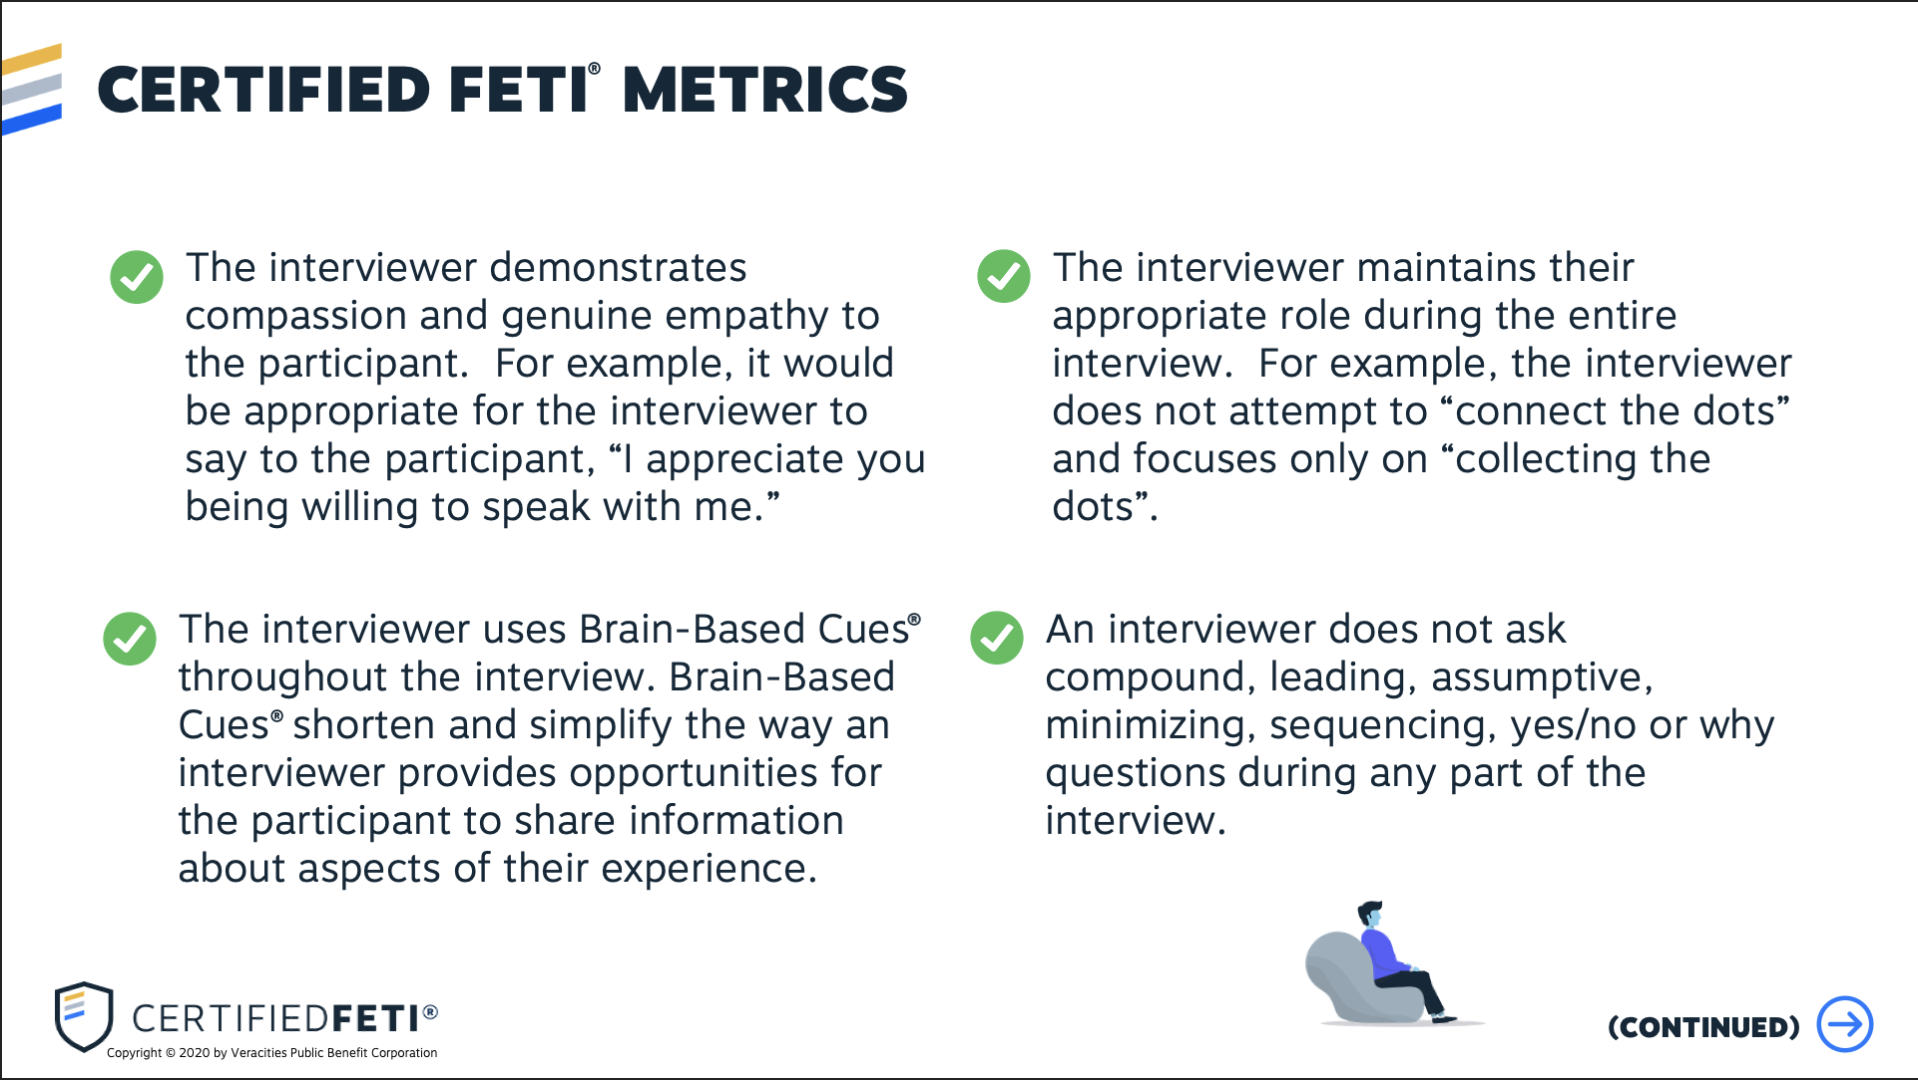 CERTIFIED FETI® METRICS
The interviewer demonstrates
compassion and genuine empathy to
the participant.  For example, it would
be appropriate for the interviewer to
say to the participant, “I appreciate you
being willing to speak with me.”
The interviewer maintains their
appropriate role during the entire
interview.  For example, the interviewer
does not attempt to “connect the dots”
and focuses only on “collecting the
dots”.
The interviewer uses Brain-Based Cues®
throughout the interview. Brain-Based
Cues® shorten and simplify the way an
interviewer provides opportunities for
the participant to share information
about aspects of their experience.
An interviewer does not ask
compound, leading, assumptive,
minimizing, sequencing, yes/no or why
questions during any part of the
interview.
CERTIFIEDFETI®
Copyright © 2020 by Veracities Public Benefit Corporation
(CONTINUED)